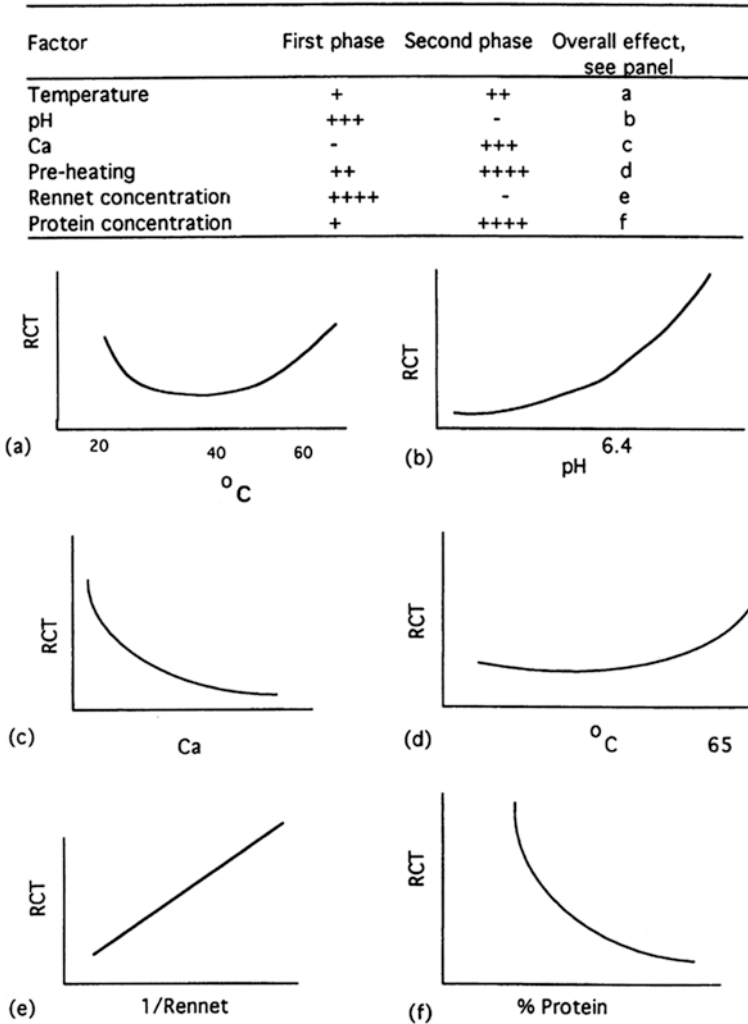 Factor First phase Second phase Overall effect,
see panel
Temperature + ++ a
pH +++ - b
Ca - +++ c
Pre-heating ++ ++++ d
Rennet concentration ++++ - e
Protein concentration + ++++ f
RCT
(a) 20 40 60
°C
RCT
(b) 6.4
pH
RCT
(c) Ca
RCT
(d) °C 65
RCT
(e) 1/Rennet
RCT
(f) % Protein